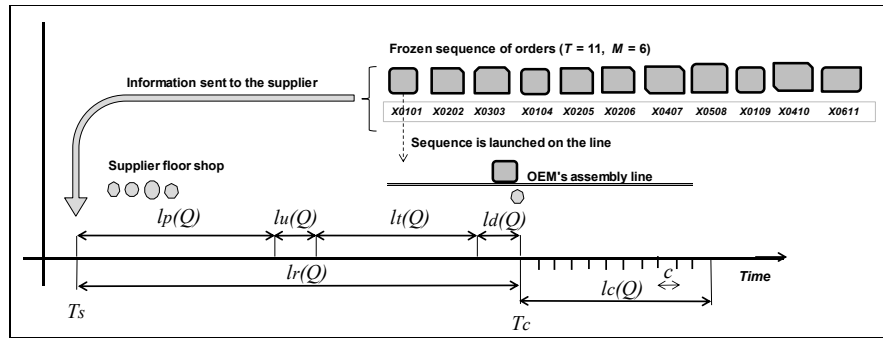 Frozen sequence of orders (T = 11, M = 6)
Information sent to the supplier
X0101 X0202 X0303 X0104 X0205 X0206 X0407 X0508 X0109 X0410 X0611
Sequence is launched on the line
Supplier floor shop
OEM's assembly line
lp(Q) lu(Q) lt(Q) ld(Q)
lr(Q) c Time
lc(Q)
Ts Tc